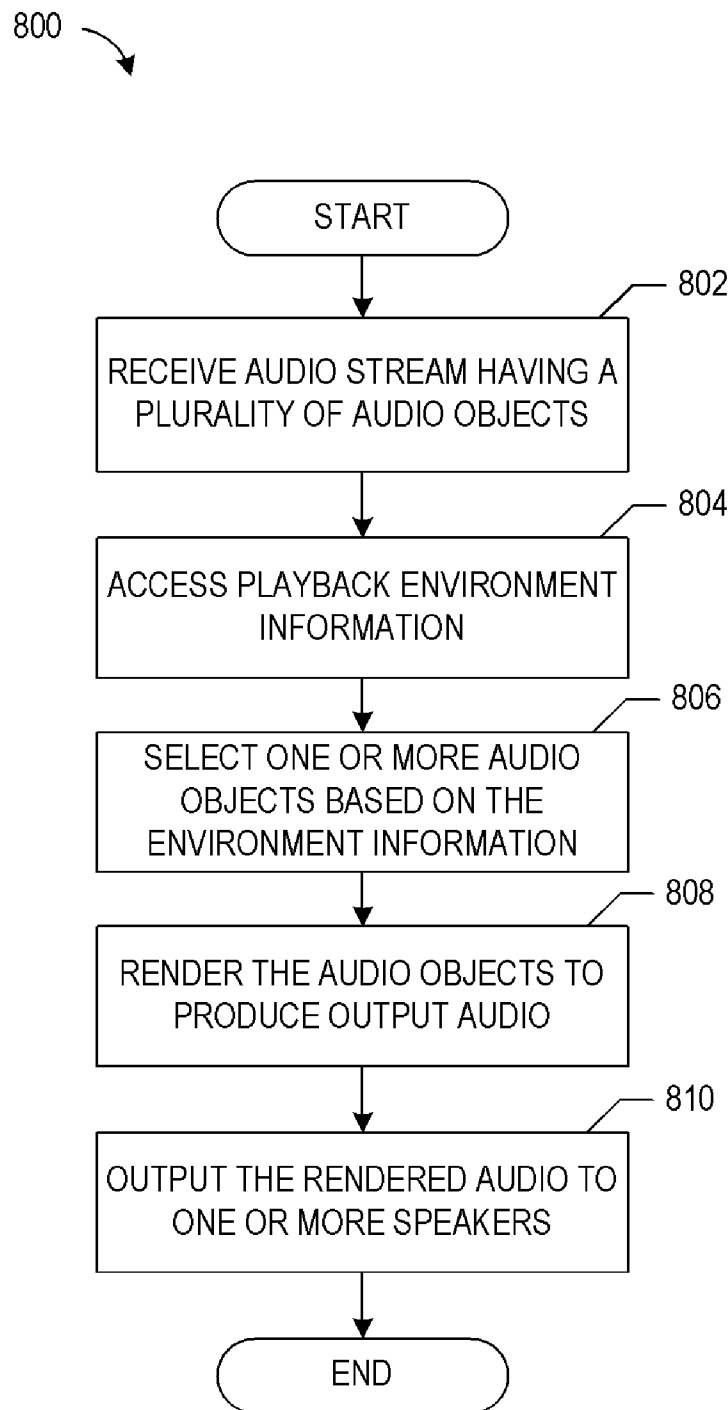 800
START
802
RECEIVE AUDIO STREAM HAVING A
PLURALITY OF AUDIO OBJECTS
804
ACCESS PLAYBACK ENVIRONMENT
INFORMATION
806
SELECT ONE OR MORE AUDIO
OBJECTS BASED ON THE
ENVIRONMENT INFORMATION
808
RENDER THE AUDIO OBJECTS TO
PRODUCE OUTPUT AUDIO
810
OUTPUT THE RENDERED AUDIO TO
ONE OR MORE SPEAKERS
END